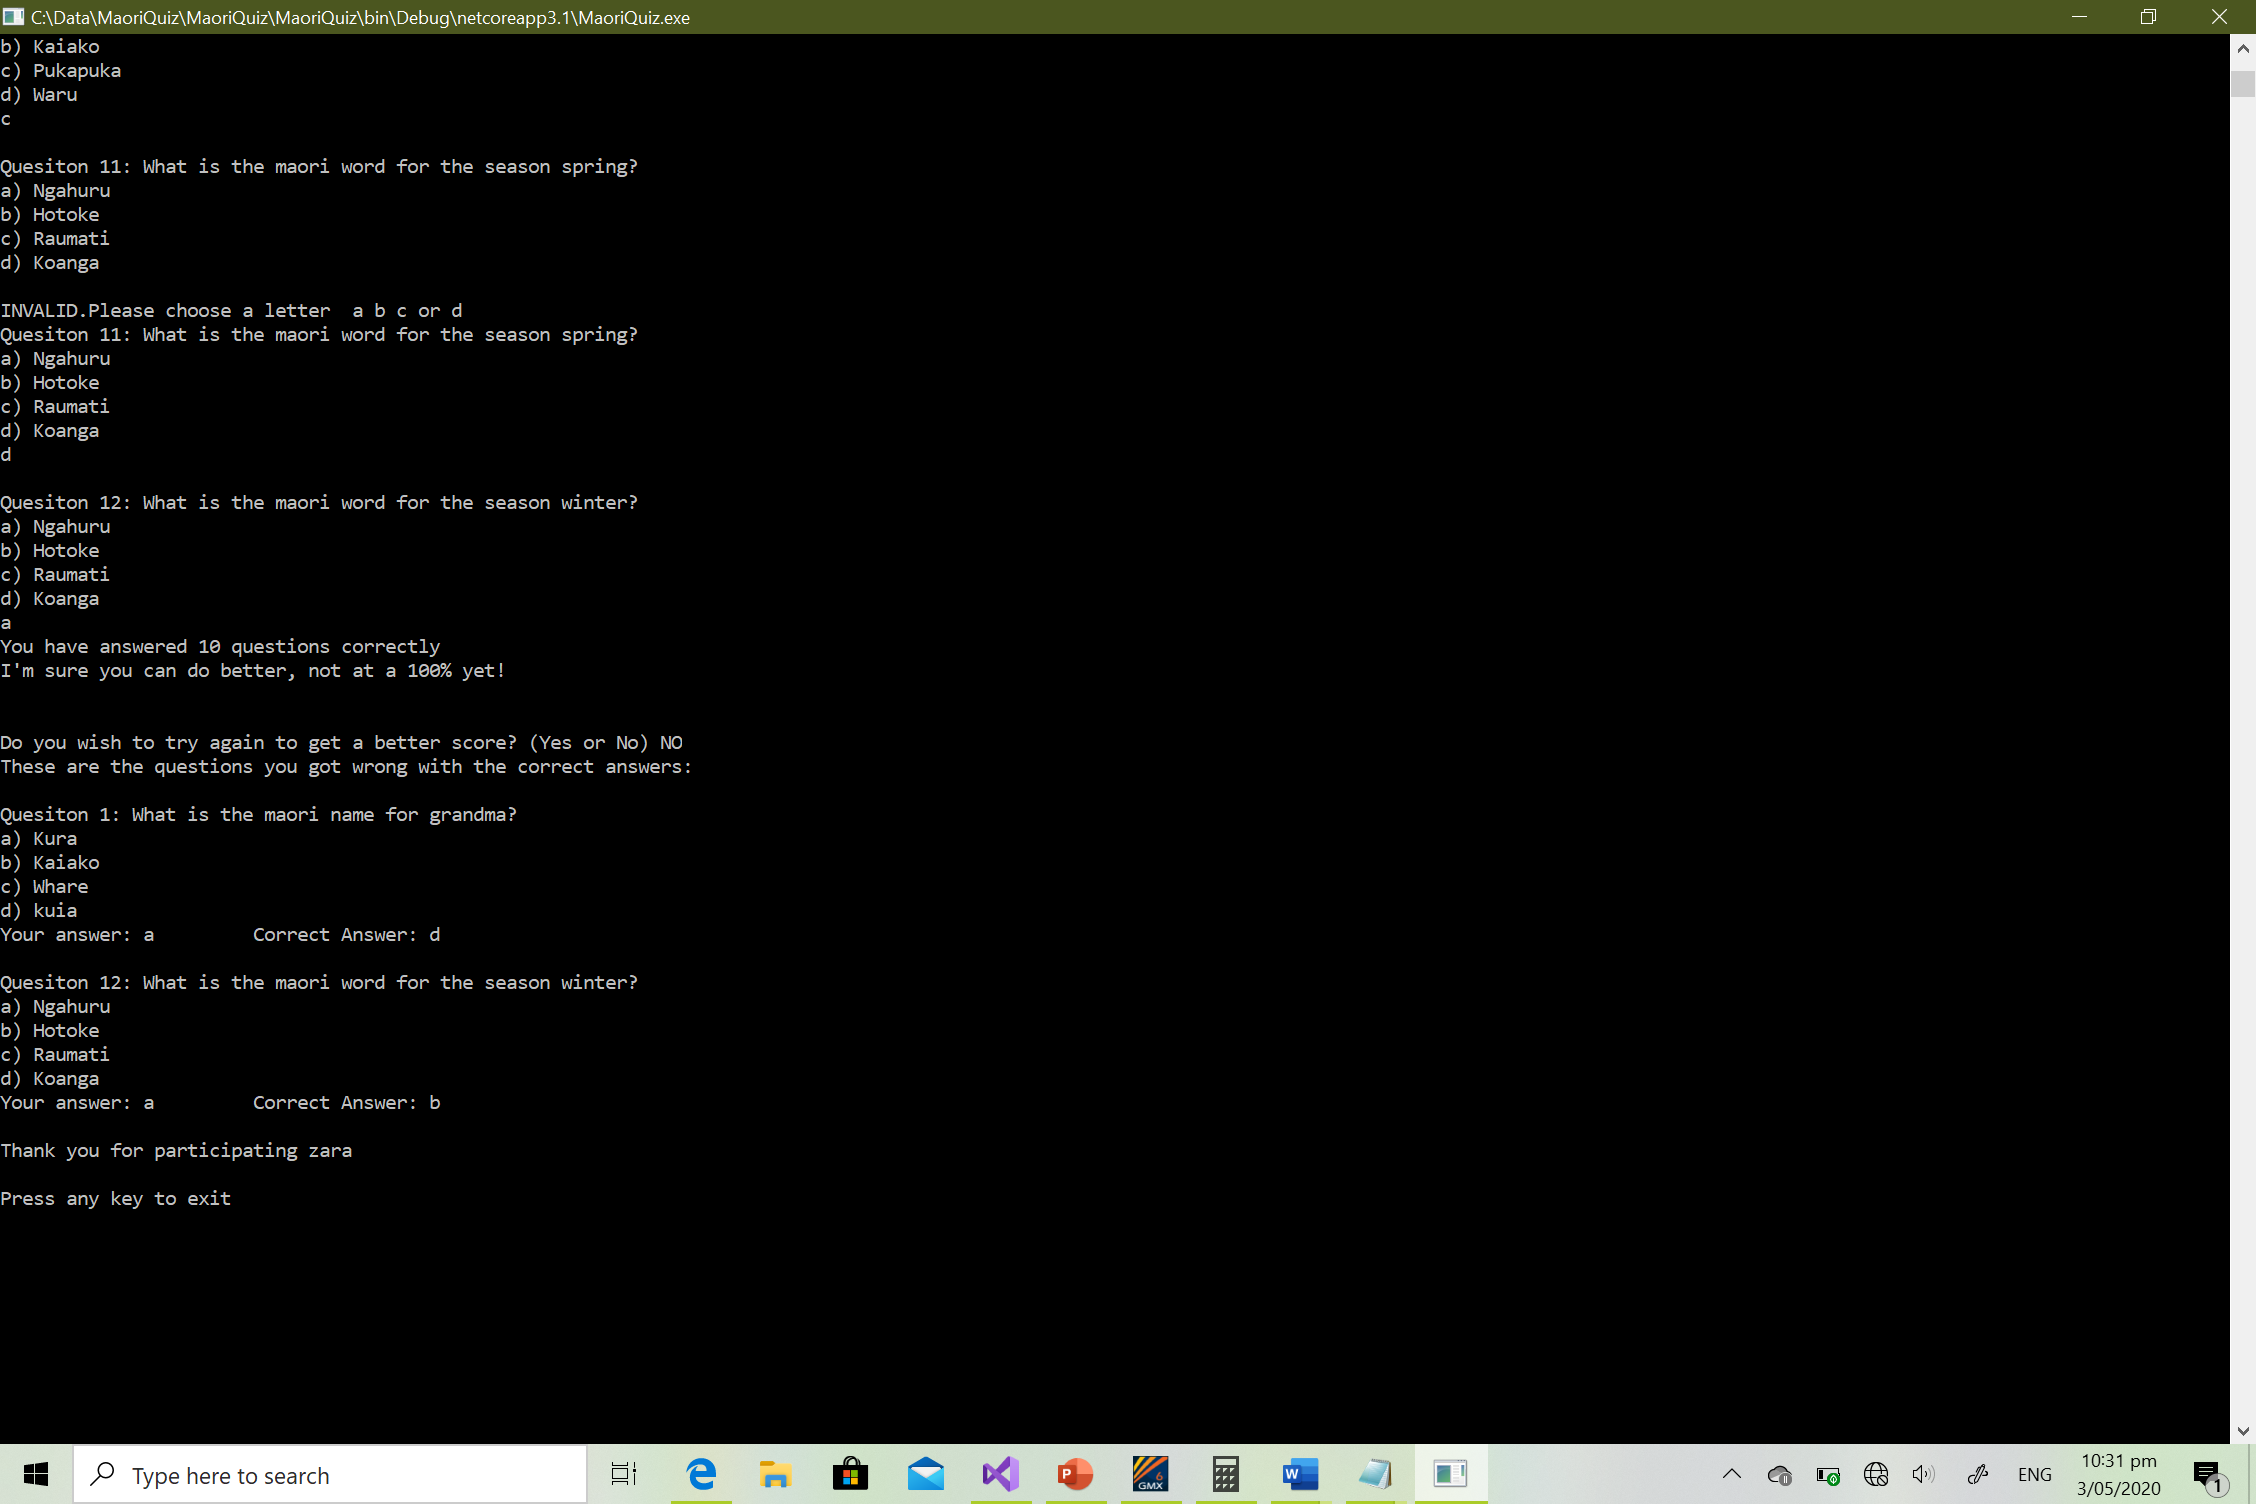 C:\Data\MaoriQuiz\MaoriQuiz\MaoriQuiz\bin\Debug\netcoreapp3.1\MaoriQuiz.exe
b) Kaiako
c) Pukapuka
d) Waru
c
Quesiton 11: What is the maori word for the season spring?
a) Ngahuru
b) Hotoke
c) Raumati
d) Koanga
INVALID.Please choose a letter  a b c or d
Quesiton 11: What is the maori word for the season spring?
a) Ngahuru
b) Hotoke
c) Raumati
d) Koanga
d
Quesiton 12: What is the maori word for the season winter?
a) Ngahuru
b) Hotoke
c) Raumati
d) Koanga
a
You have answered 10 questions correctly
I'm sure you can do better, not at a 100% yet!
Do you wish to try again to get a better score? (Yes or No) NO
These are the questions you got wrong with the correct answers:
Quesiton 1: What is the maori name for grandma?
a) Kura
b) Kaiako
c) Whare
d) kuia
Your answer: a         Correct Answer: d
Quesiton 12: What is the maori word for the season winter?
a) Ngahuru
b) Hotoke
c) Raumati
d) Koanga
Your answer: a         Correct Answer: b
Thank you for participating zara
Press any key to exit
Type here to search
P
6
GMX
W
ENG
10:31 pm
3/05/2020
1